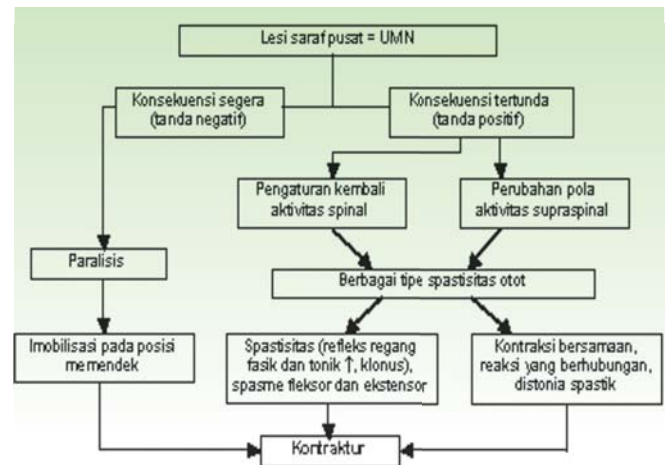 Lesi saraf pusat = UMN
Konsekuensi segera
(tanda negatif)
Konsekuensi tertunda
(tanda positif)
Pengaturan kembali
aktivitas spinal
Perubahan pola
aktivitas supraspinal
Paralisis
Berbagai tipe spastisitas otot
Imobilisasi pada posisi
memendek
Spastisitas (refleks regang
fasik dan tonik ↑, klonus),
spasme fleksor dan ekstensor
Kontraksi bersamaan,
reaksi yang berhubungan,
distonia spastik
Kontraktur